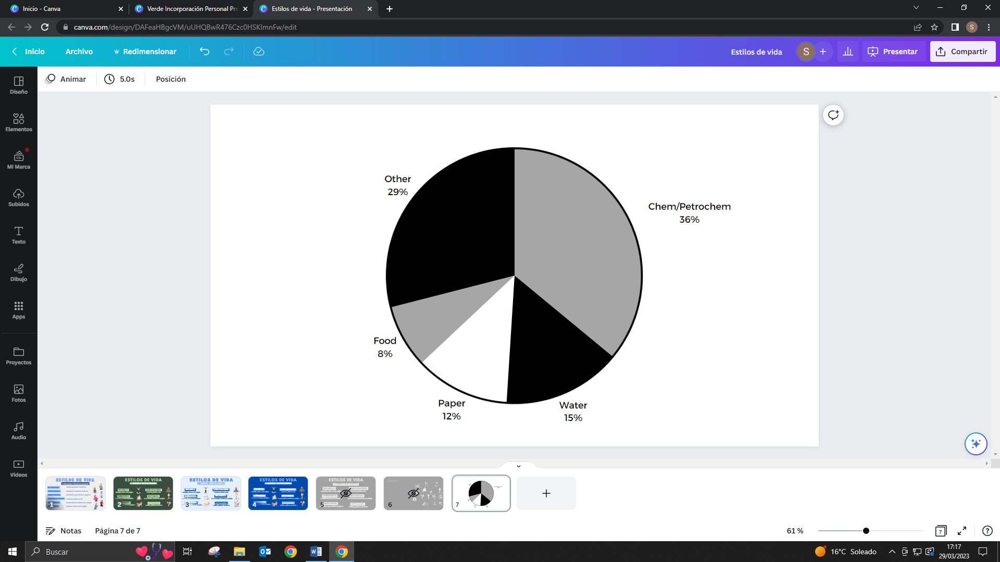 Inicio - Canva
Verde Incorporación Personal Pro
Estilos de vida - Presentación
canva.com/design/DAFeaHBgcVM/uUHQBwR476Czc0HSKImnFw/edit
S
Inicio
Archivo
Redimensionar
Estilos de vida
S
Presentar
Compartir
Animar
5.0s
Posición
Diseño
Elementos
CO.
Mi Marca
Subidos
Texto
Dibujo
Apps
Proyectos
Fotos
Audio
Videos
Other
29%
Chem/Petrochem
36%
Food
8%
Paper
12%
Water
15%
ESTILOS DE VIDA
1
ESTILOS DE VIDA
2
ESTILOS DE VIDA
3
ESTILOS DE VIDA
4
ESTILOS DE VIDA
5
6
7
Notas
Página 7 de 7
61 %
7
Buscar
16°C Soleado
17:17
29/03/2023